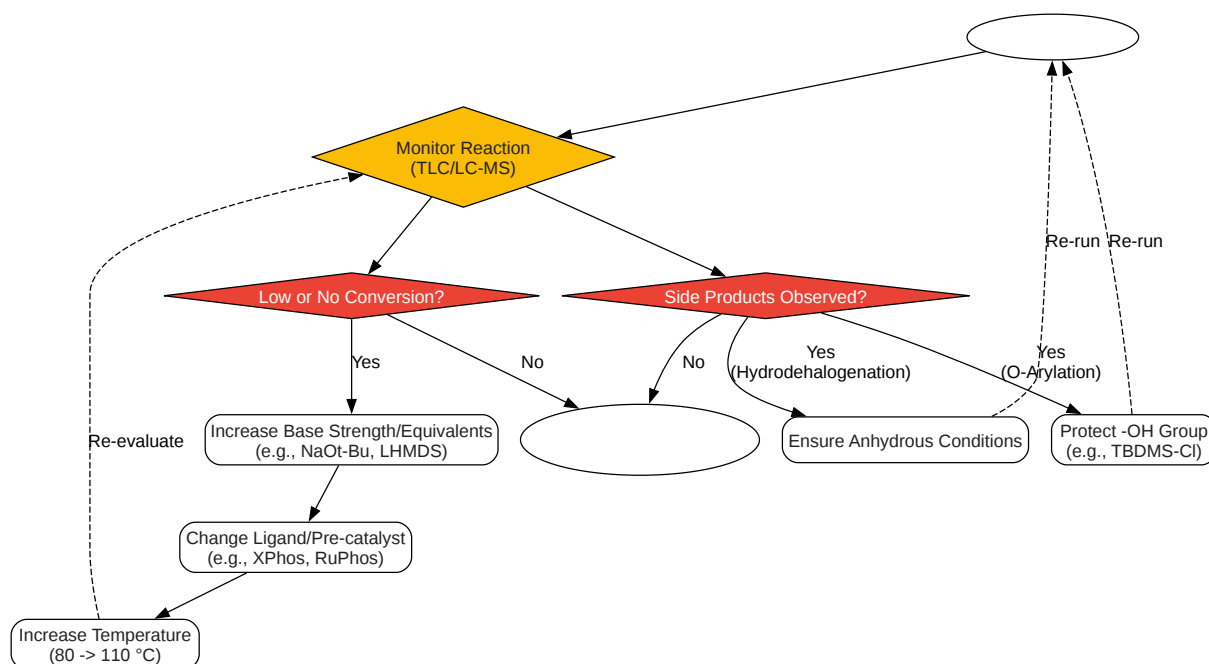 Monitor Reaction
(TLC/LC-MS)
Re-run
Re-run
Low or No Conversion?
Side Products Observed?
Yes
No
No
Yes
(Hydrodehalogenation)
Yes
(O-Arylation)
Re-evaluate
Increase Base Strength/Equivalents
(e.g., NaOt-Bu, LHMDS)
Ensure Anhydrous Conditions
Protect -OH Group
(e.g., TBDMS-Cl)
Change Ligand/Pre-catalyst
(e.g., XPhos, RuPhos)
Increase Temperature
(80 -> 110 °C)